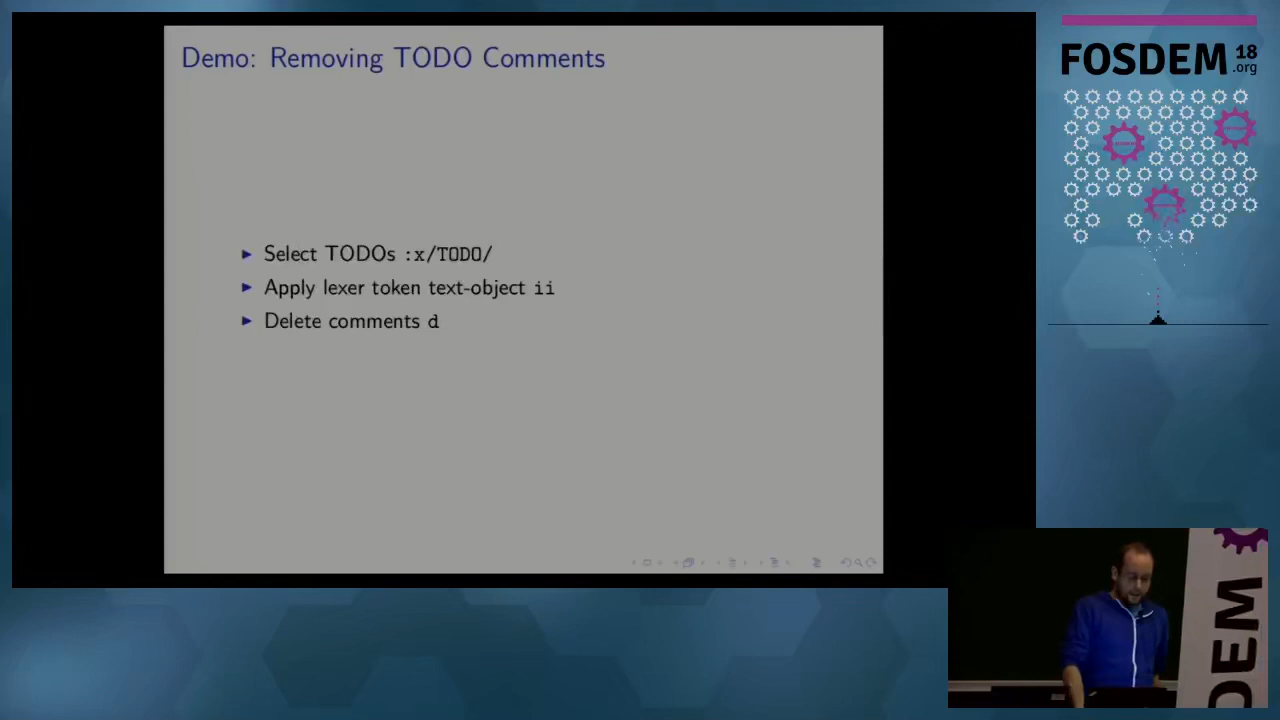 Demo: Removing TODO Comments
Select TODOs :x/TODO/
Apply lexer token text-object ii
Delete comments d
FOSDEM 18
.org
DEM